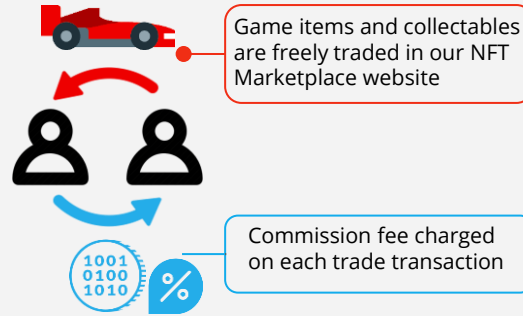 Game items and collectables
are freely traded in our NFT
Marketplace website
Commission fee charged
on each trade transaction
1001
0100
1010
%